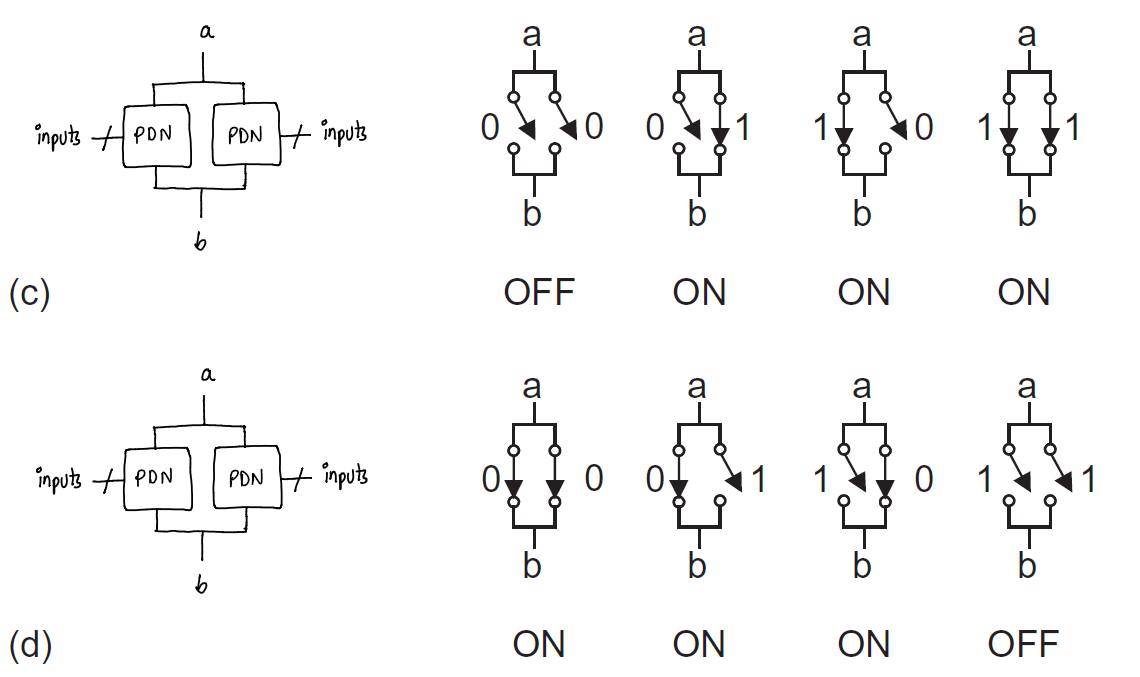 a a a a a
inputs PDN PDN inputs 0 0 0 1 1 0 1 1
b b b b b
(c) OFF ON ON ON
a a a a a
inputs PDN PDN inputs 0 0 0 1 1 0 1 1
b b b b b
(d) ON ON ON OFF